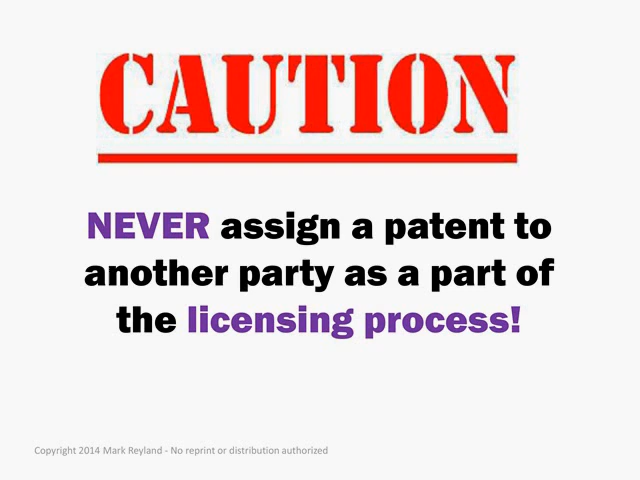 CAUTION
NEVER assign a patent to
another party as a part of
the licensing process!
Copyright 2014 Mark Reyland - No reprint or distribution authorized